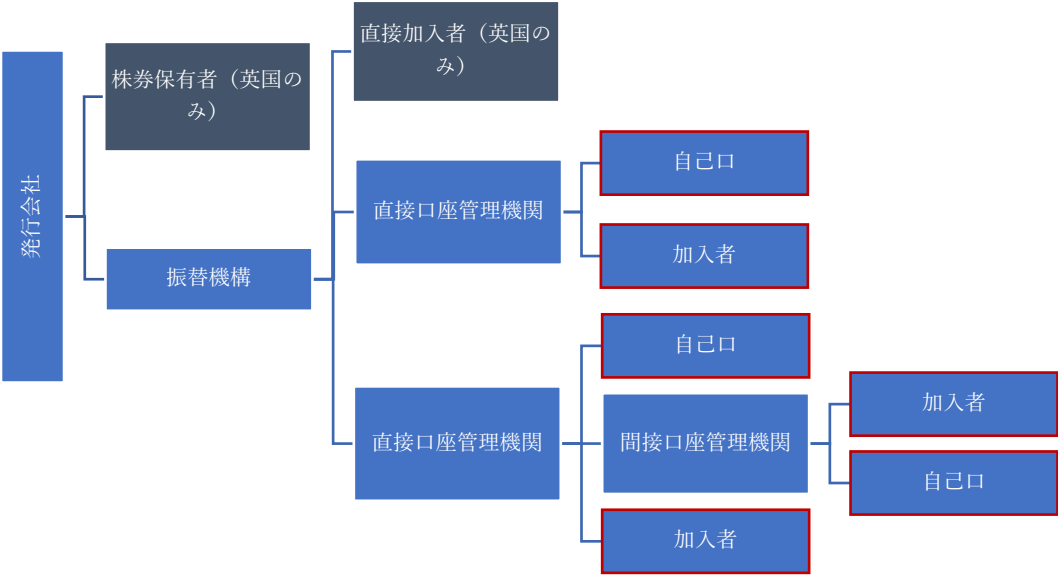 発行会社
株券保有者（英国の
み）
振替機構
直接加入者（英国の
み）
直接口座管理機関
自己口
加入者
直接口座管理機関
自己口
間接口座管理機関
加入者
自己口
加入者